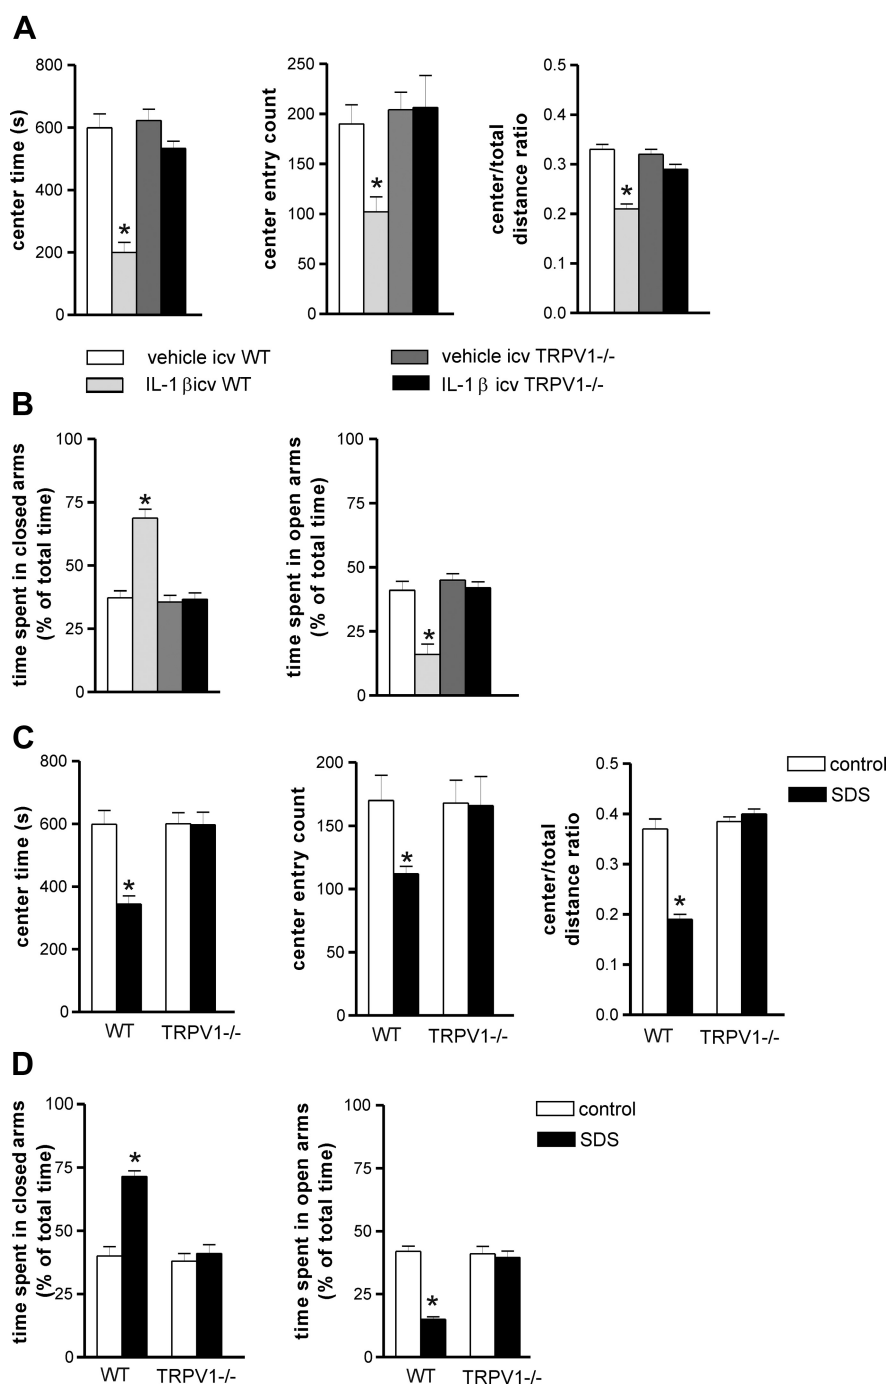 A
center time (s)
800
600
400
200
0
*
center entry count
250
200
150
100
50
0
*
center/total
distance ratio
0.5
0.4
0.3
0.2
0.1
0.0
*
vehicle icv WT
vehicle icv TRPV1-/-
IL-1 βicv WT
IL-1 β icv TRPV1-/-
B
time spent in closed arms
(% of total time)
100
75
50
25
0
*
time spent in open arms
(% of total time)
100
75
50
25
0
*
C
center time (s)
800
600
400
200
0
*
WT TRPV1-/-
center entry count
200
150
100
50
0
*
WT TRPV1-/-
center/total
distance ratio
0.5
0.4
0.3
0.2
0.1
0.0
*
WT TRPV1-/-
control
SDS
D
time spent in closed arms
(% of total time)
100
75
50
25
0
*
WT TRPV1-/-
time spent in open arms
(% of total time)
100
75
50
25
0
*
WT TRPV1-/-
control
SDS